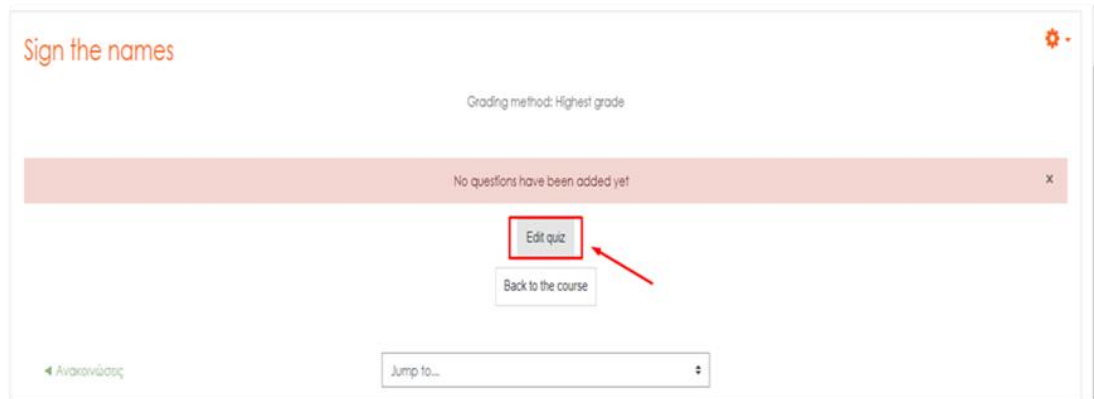 Sign the names
Grading method: Highest grade
No questions have been added yet x
Edit quiz
Back to the course
◄ Ανακοινώσεις Jump to...